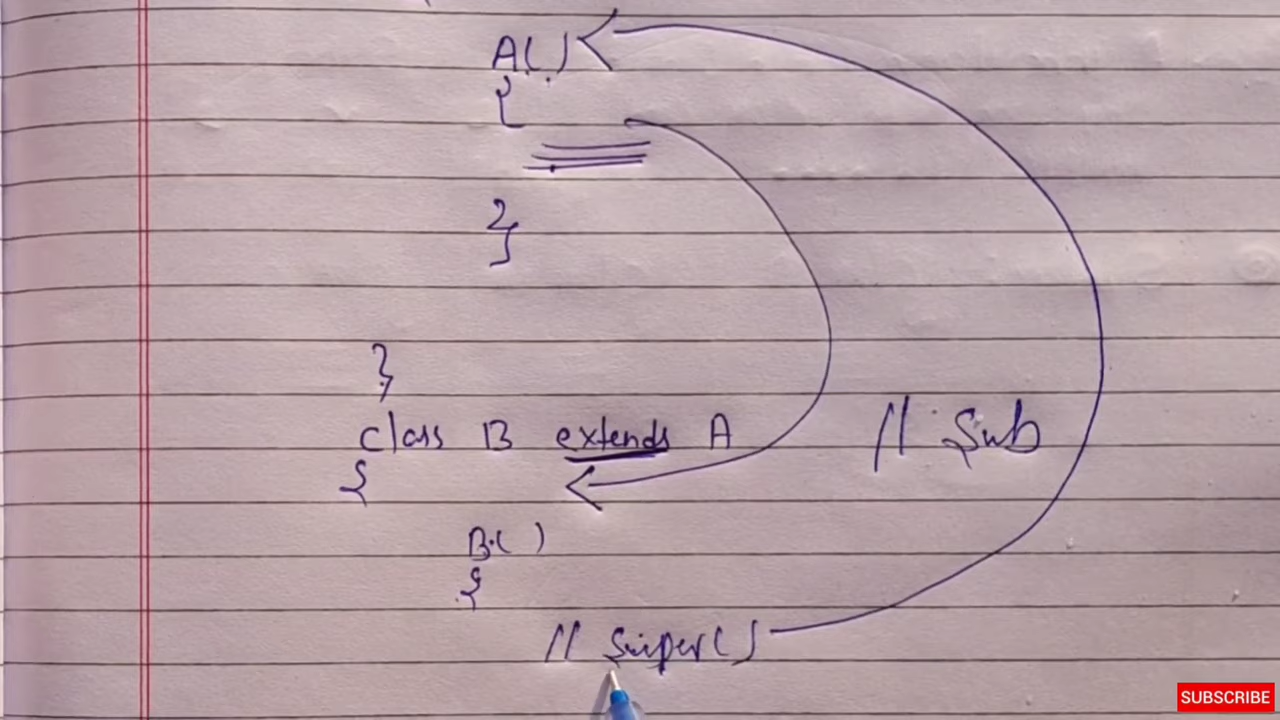 A()
{
}
}
class B extends A
// Sub
{
B()
{
// Super()
SUBSCRIBE